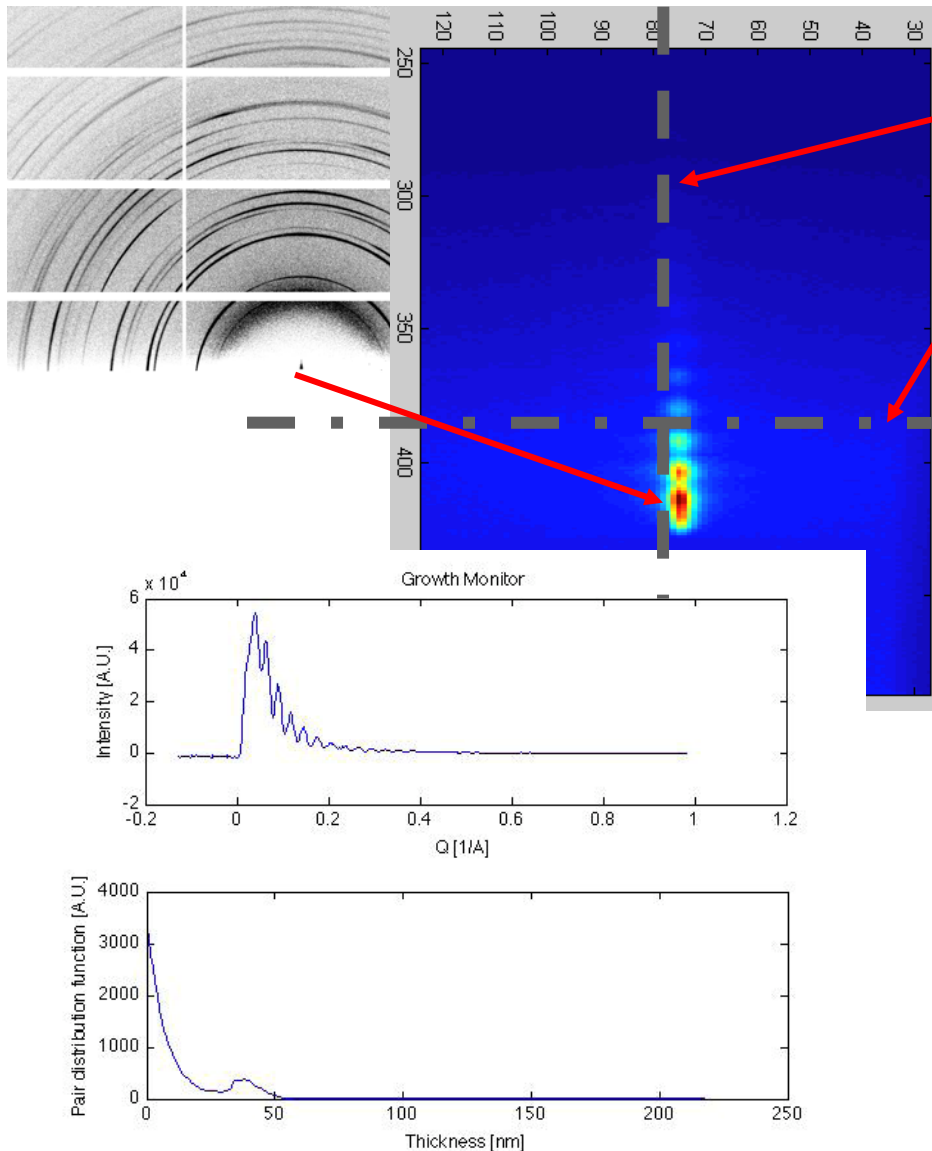 120 110 100 90 80 70 60 50 40 30
250
300
350
400
Growth Monitor
x 10^4
6
4
2
0
-2
Intensity [A.U.]
-0.2 0 0.2 0.4 0.6 0.8 1 1.2
Q [1/A]
4000
3000
2000
1000
0
Pair distribution function [A.U.]
0 50 100 150 200 250
Thickness [nm]